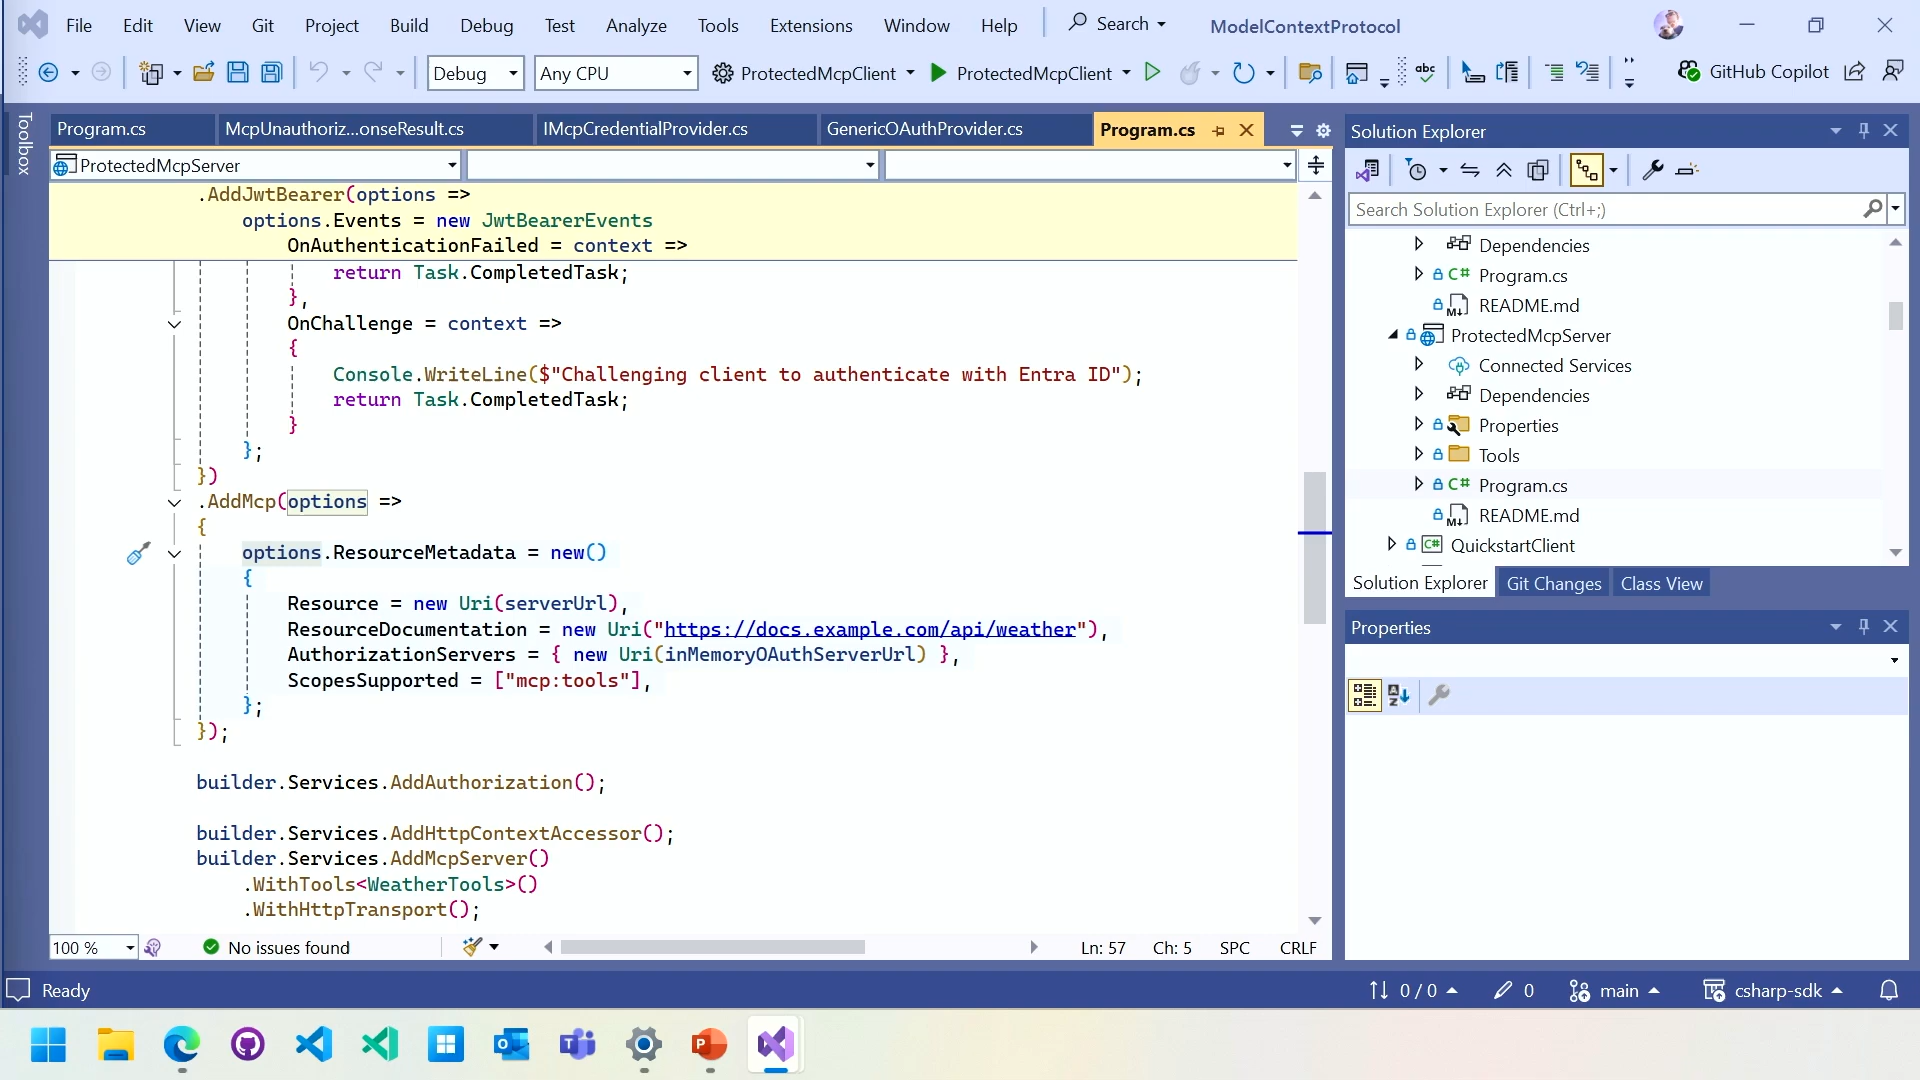 File Edit View Git Project Build Debug Test Analyze Tools Extensions Window Help Search ModelContextProtocol
Debug Any CPU ProtectedMcpClient ProtectedMcpClient abc GitHub Copilot
Toolbox
Program.cs McpUnauthoriz...onseResult.cs IMcpCredentialProvider.cs GenericOAuthProvider.cs Program.cs
ProtectedMcpServer
.AddJwtBearer(options =>
options.Events = new JwtBearerEvents
OnAuthenticationFailed = context =>
return Task.CompletedTask;
},
OnChallenge = context =>
{
Console.WriteLine($"Challenging client to authenticate with Entra ID");
return Task.CompletedTask;
}
};
})
.AddMcp(options =>
{
options.ResourceMetadata = new()
{
Resource = new Uri(serverUrl),
ResourceDocumentation = new Uri("https://docs.example.com/api/weather"),
AuthorizationServers = { new Uri(inMemoryOAuthServerUrl) },
ScopesSupported = ["mcp:tools"],
};
});
builder.Services.AddAuthorization();
builder.Services.AddHttpContextAccessor();
builder.Services.AddMcpServer()
.WithTools<WeatherTools>()
.WithHttpTransport();
100 % No issues found Ln: 57 Ch: 5 SPC CRLF
Solution Explorer
Search Solution Explorer (Ctrl+;)
Dependencies
C# Program.cs
README.md
ProtectedMcpServer
Connected Services
Dependencies
Properties
Tools
C# Program.cs
README.md
C# QuickstartClient
Solution Explorer Git Changes Class View
Properties
Ready 0 / 0 0 main csharp-sdk